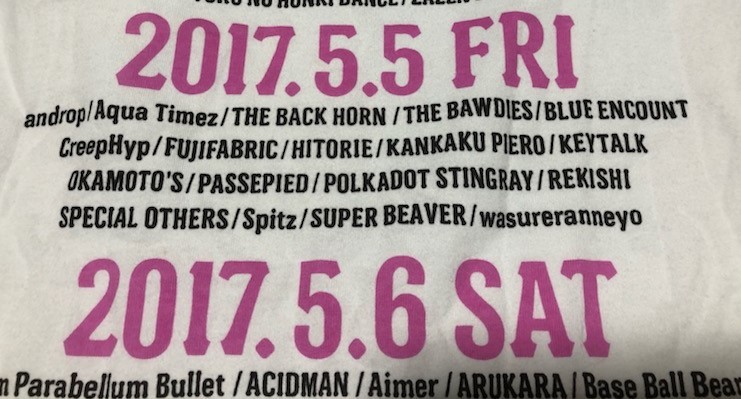 2017.5.5 FRI
androp/Aqua Timez/THE BACK HORN/THE BAWDIES/BLUE ENCOUNT
CreepHyp/FUJIFABRIC/HITORIE/KANKAKU PIERO/KEYTALK
OKAMOTO'S/PASSEPIED/POLKADOT STINGRAY/REKISHI
SPECIAL OTHERS/Spitz/SUPER BEAVER/wasureranneyo
2017.5.6 SAT
Parabellum Bullet/ACIDMAN/Aimer/ARUKARA/Base Ball Bear